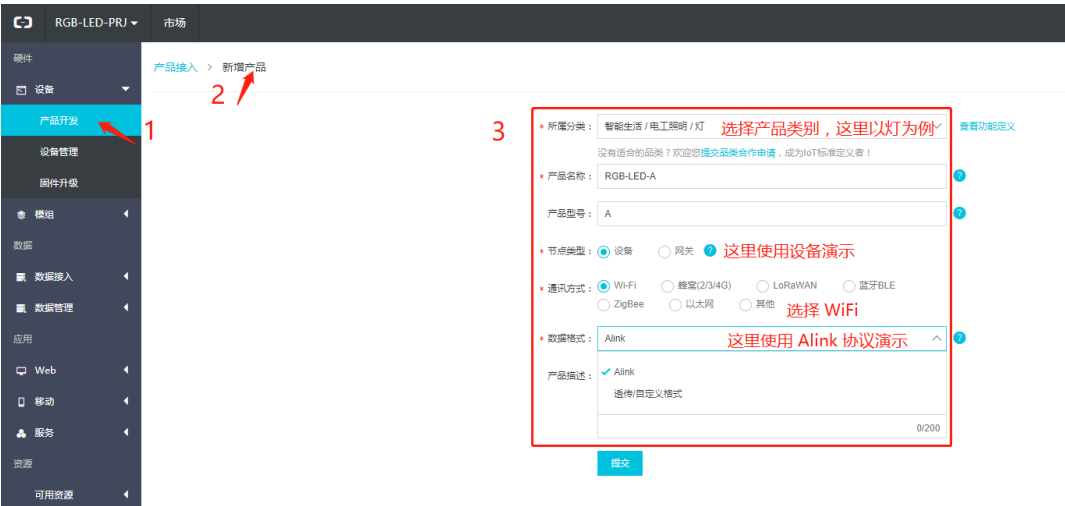 RGB-LED-PRJ 市场
硬件
设备
产品开发
设备管理
固件升级
模组
数据
数据接入
数据管理
应用
Web
移动
服务
资源
可用资源
1
产品接入 > 新增产品
2
3
* 所属分类： 智能生活 / 电工照明 / 灯 选择产品类别，这里以灯为例 查看功能定义
没有适合的品类？欢迎您提交品类合作申请，成为IoT标准定义者！
* 产品名称： RGB-LED-A ?
产品型号： A ?
* 节点类型： 设备 网关 ? 这里使用设备演示
* 通讯方式： Wi-Fi 蜂窝(2/3/4G) LoRaWAN 蓝牙BLE
ZigBee 以太网 其他 选择 WiFi
* 数据格式： Alink 这里使用 Alink 协议演示 ?
产品描述： Alink
透传/自定义格式
0/200
提交